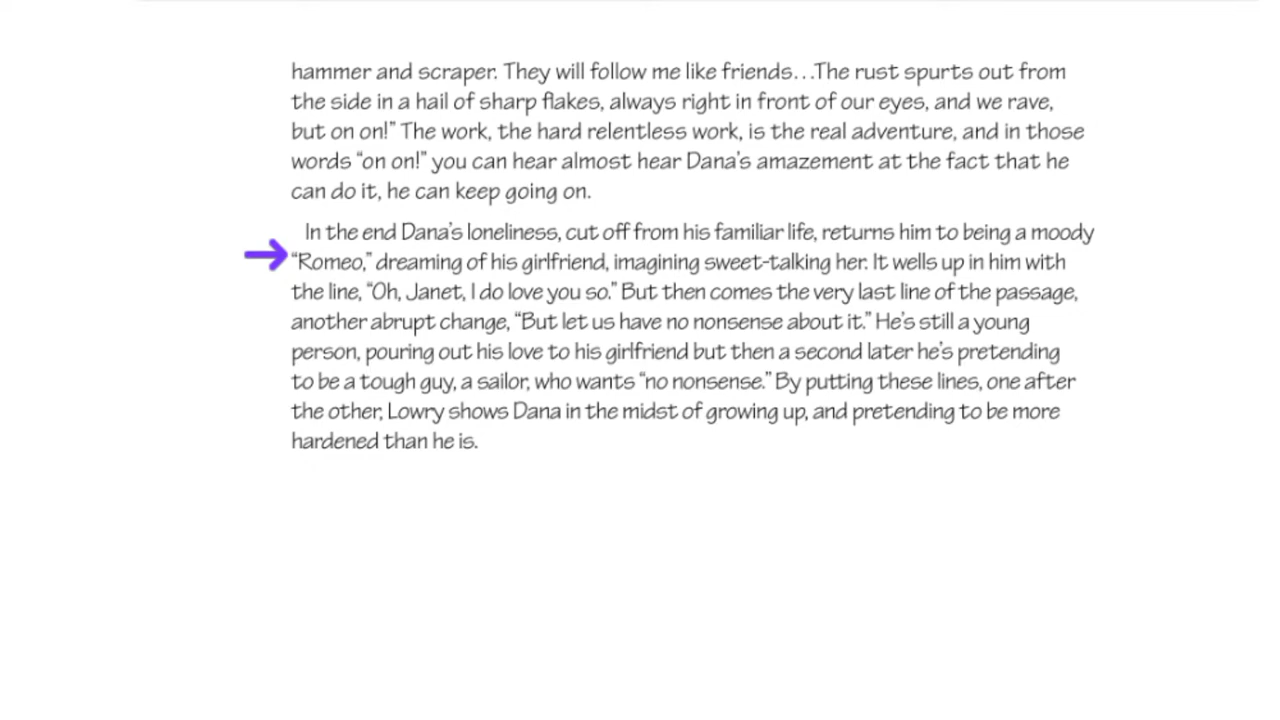 hammer and scraper. They will follow me like friends…The rust spurts out from
the side in a hail of sharp flakes, always right in front of our eyes, and we rave,
but on on!” The work, the hard relentless work, is the real adventure, and in those
words “on on!” you can hear almost hear Dana’s amazement at the fact that he
can do it, he can keep going on.
In the end Dana’s loneliness, cut off from his familiar life, returns him to being a moody
“Romeo,” dreaming of his girlfriend, imagining sweet-talking her. It wells up in him with
the line, “Oh, Janet, I do love you so.” But then comes the very last line of the passage,
another abrupt change, “But let us have no nonsense about it.” He’s still a young
person, pouring out his love to his girlfriend but then a second later he’s pretending
to be a tough guy, a sailor, who wants “no nonsense.” By putting these lines, one after
the other, Lowry shows Dana in the midst of growing up, and pretending to be more
hardened than he is.